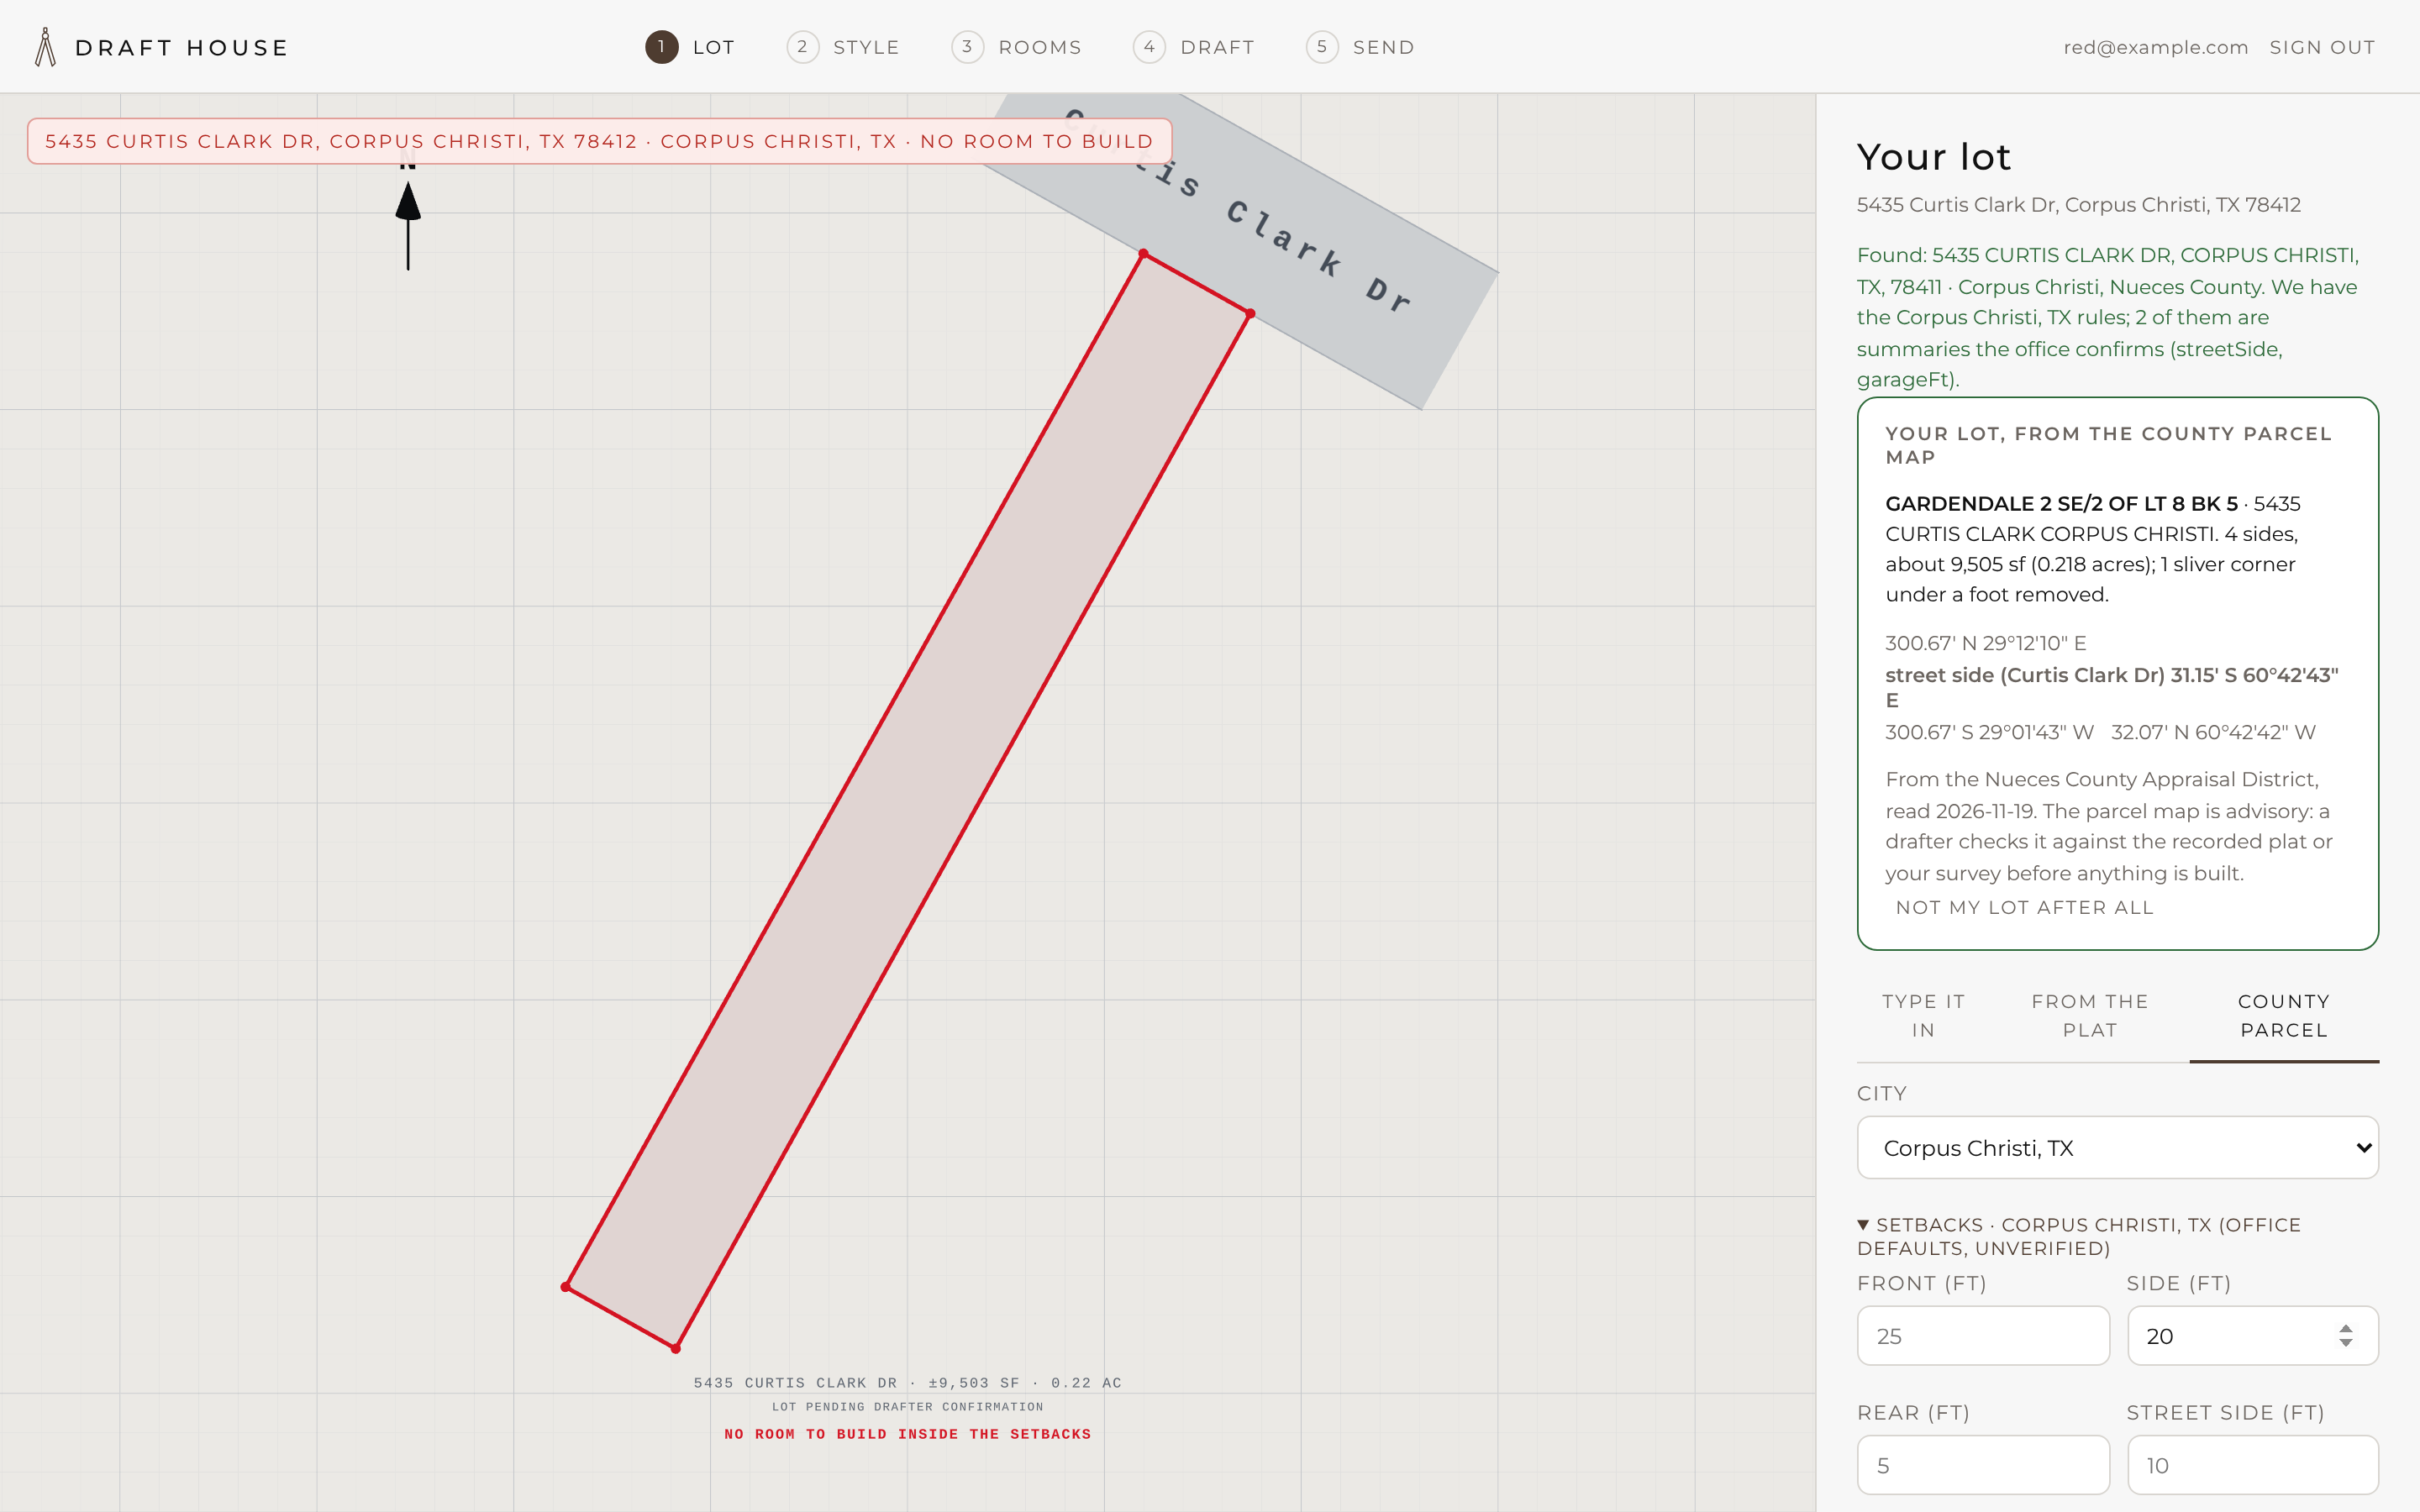 DRAFT HOUSE
1 LOT
2 STYLE
3 ROOMS
4 DRAFT
5 SEND
red@example.com SIGN OUT
5435 CURTIS CLARK DR, CORPUS CHRISTI, TX 78412 · CORPUS CHRISTI, TX · NO ROOM TO BUILD
N
Clark Dr
5435 CURTIS CLARK DR · ±9,503 SF · 0.22 AC
LOT PENDING DRAFTER CONFIRMATION
NO ROOM TO BUILD INSIDE THE SETBACKS
Your lot
5435 Curtis Clark Dr, Corpus Christi, TX 78412
Found: 5435 CURTIS CLARK DR, CORPUS CHRISTI,
TX, 78411 · Corpus Christi, Nueces County. We have
the Corpus Christi, TX rules; 2 of them are
summaries the office confirms (streetSide,
garageFt).
YOUR LOT, FROM THE COUNTY PARCEL
MAP
GARDENDALE 2 SE/2 OF LT 8 BK 5 · 5435
CURTIS CLARK CORPUS CHRISTI. 4 sides,
about 9,505 sf (0.218 acres); 1 sliver corner
under a foot removed.
300.67' N 29°12'10" E
street side (Curtis Clark Dr) 31.15' S 60°42'43"
E
300.67' S 29°01'43" W 32.07' N 60°42'42" W
From the Nueces County Appraisal District,
read 2026-11-19. The parcel map is advisory: a
drafter checks it against the recorded plat or
your survey before anything is built.
NOT MY LOT AFTER ALL
TYPE IT
IN
FROM THE
PLAT
COUNTY
PARCEL
CITY
Corpus Christi, TX
▼ SETBACKS · CORPUS CHRISTI, TX (OFFICE
DEFAULTS, UNVERIFIED)
FRONT (FT) SIDE (FT)
25 20
REAR (FT) STREET SIDE (FT)
5 10